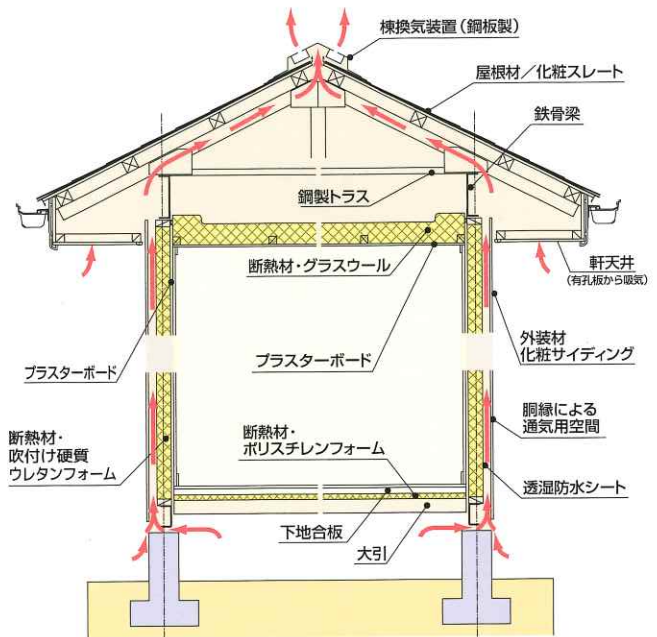 棟換気装置(鋼板製)
屋根材/化粧スレート
鉄骨梁
鋼製トラス
断熱材・グラスウール
軒天井
(有孔板から吸気)
外装材
化粧サイディング
プラスターボード
プラスターボード
胴縁による
通気用空間
断熱材・
吹付け硬質
ウレタンフォーム
断熱材・
ポリスチレンフォーム
透湿防水シート
下地合板
大引